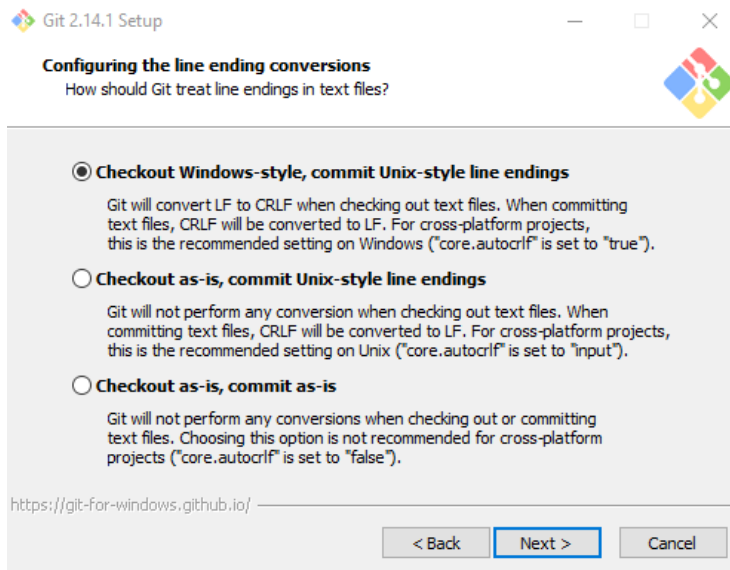 Git 2.14.1 Setup
Configuring the line ending conversions
How should Git treat line endings in text files?
Checkout Windows-style, commit Unix-style line endings
Git will convert LF to CRLF when checking out text files. When committing
text files, CRLF will be converted to LF. For cross-platform projects,
this is the recommended setting on Windows ("core.autocrlf" is set to "true").
Checkout as-is, commit Unix-style line endings
Git will not perform any conversion when checking out text files. When
committing text files, CRLF will be converted to LF. For cross-platform projects,
this is the recommended setting on Unix ("core.autocrlf" is set to "input").
Checkout as-is, commit as-is
Git will not perform any conversions when checking out or committing
text files. Choosing this option is not recommended for cross-platform
projects ("core.autocrlf" is set to "false").
https://git-for-windows.github.io/
< Back Next > Cancel